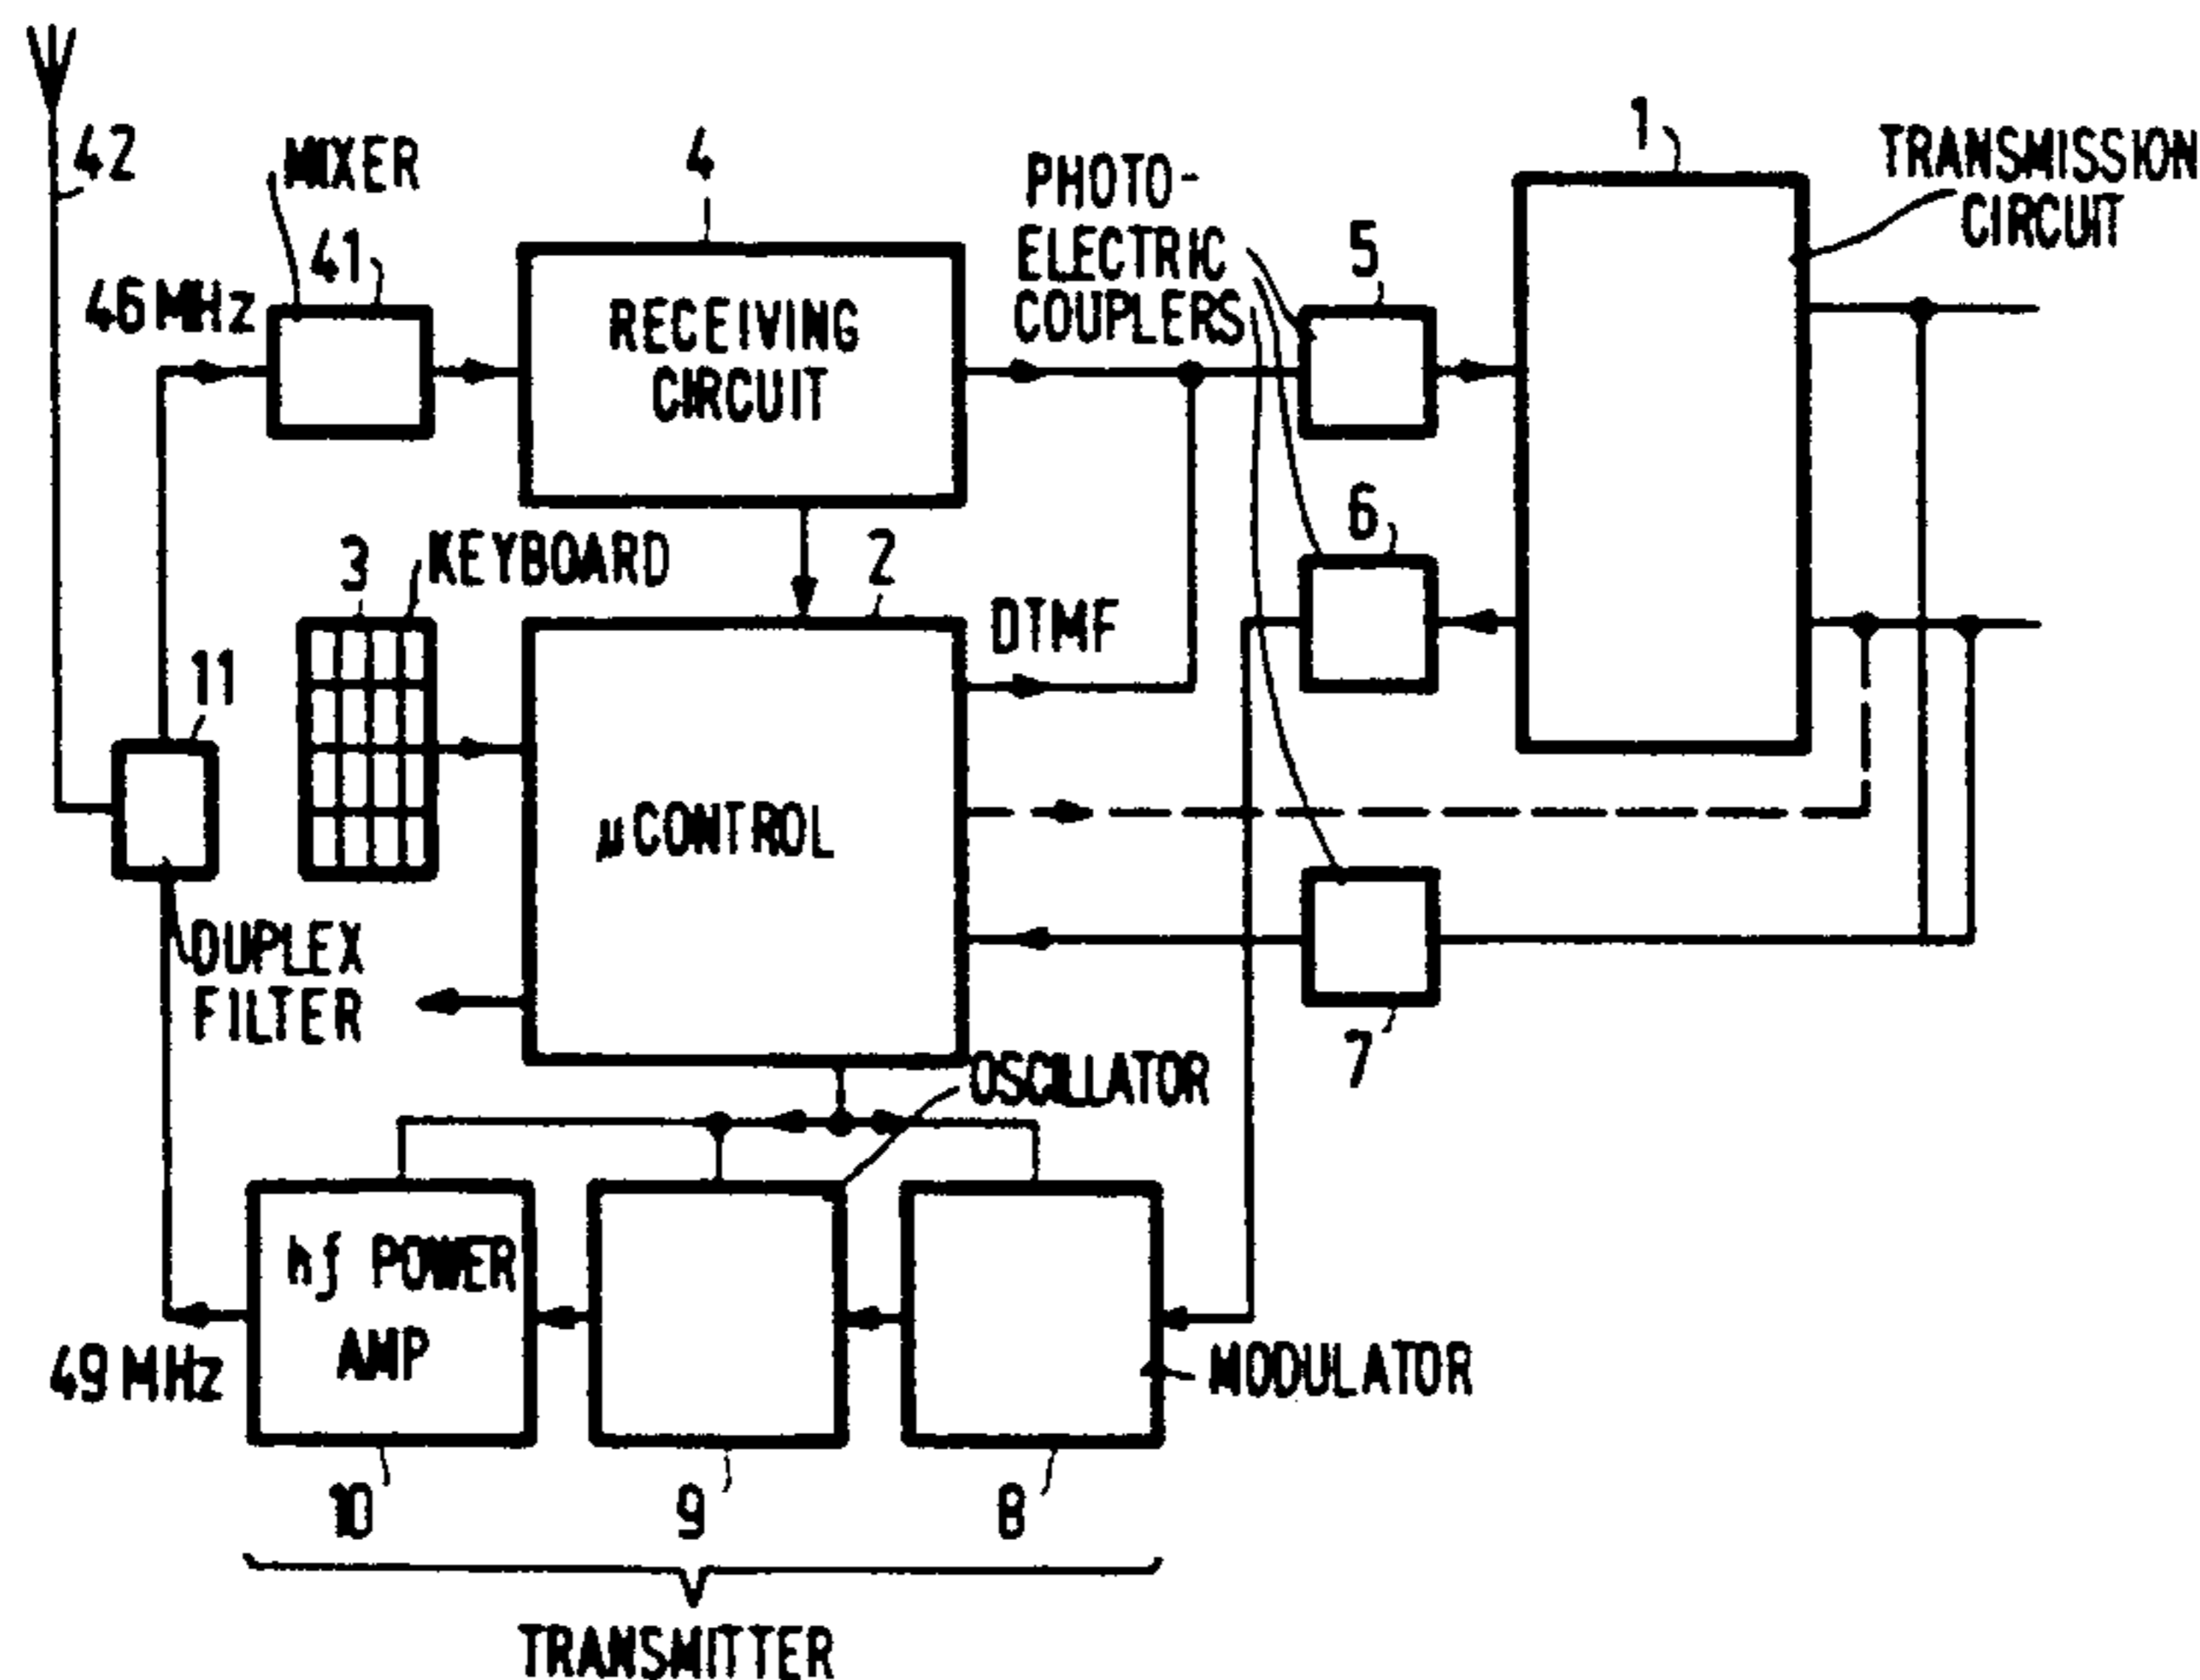 42
MIXER
41
46 MHz
4
RECEIVING
CIRCUIT
PHOTO-
ELECTRIC
COUPLERS
5
1
TRANSMISSION
CIRCUIT
6
3
KEYBOARD
2
DTMF
11
µCONTROL
DUPLEX
FILTER
7
OSCILLATOR
hf POWER
AMP
49 MHz
MODULATOR
10
9
8
TRANSMITTER